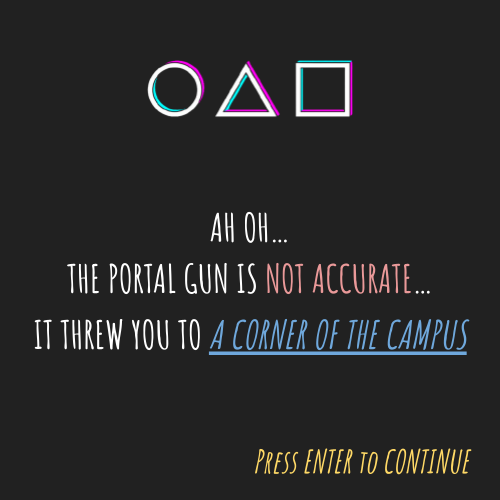 AH OH...
THE PORTAL GUN IS NOT ACCURATE...
IT THREW YOU TO A CORNER OF THE CAMPUS
PRESS ENTER TO CONTINUE